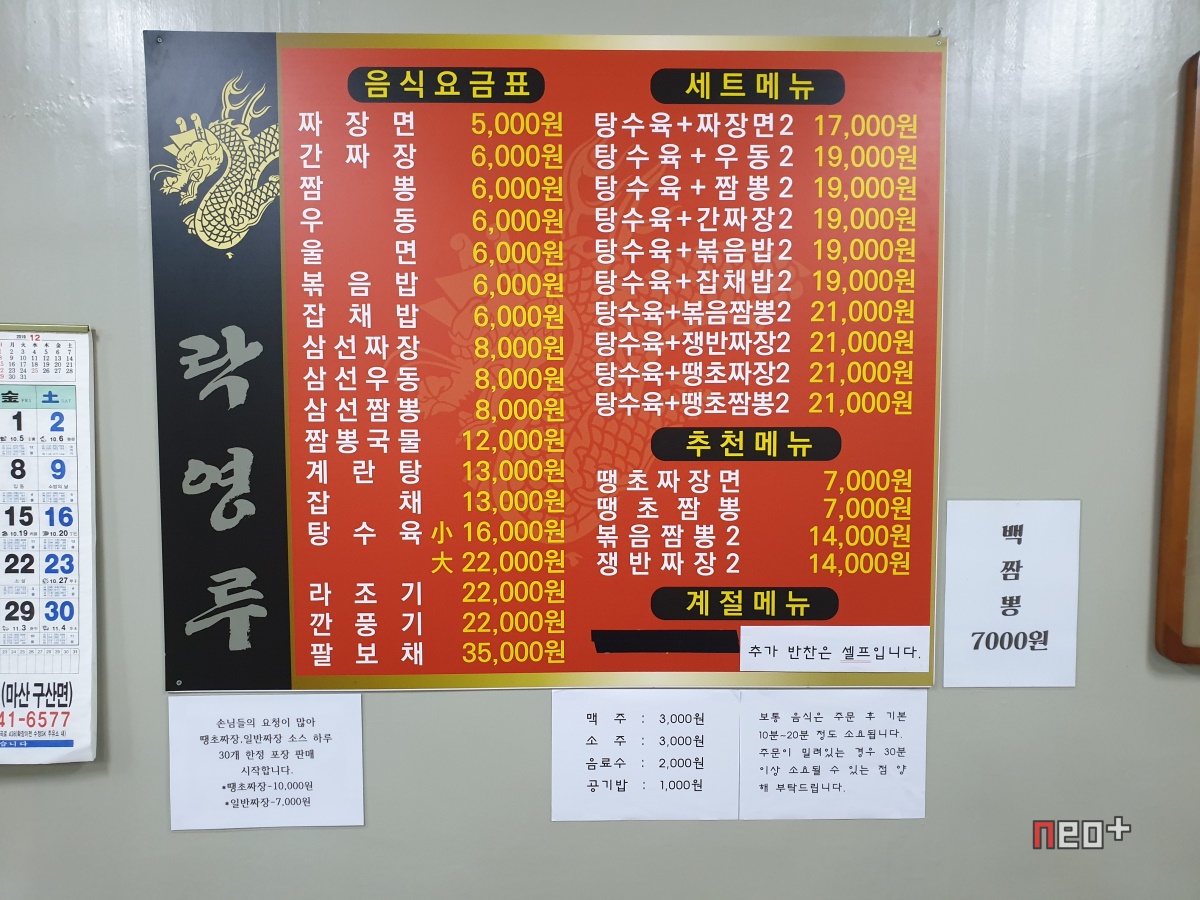 락영루
음식요금표
짜장면 5,000원
간짜장 6,000원
짬뽕 6,000원
우동 6,000원
울면 6,000원
볶음밥 6,000원
잡채밥 6,000원
삼선짜장 8,000원
삼선우동 8,000원
삼선짬뽕 8,000원
짬뽕국물 12,000원
계란탕 13,000원
잡채 13,000원
탕수육 小 16,000원
大 22,000원
라조기 22,000원
깐풍기 22,000원
팔보채 35,000원
세트메뉴
탕수육+짜장면2 17,000원
탕수육+우동2 19,000원
탕수육+짬뽕2 19,000원
탕수육+간짜장2 19,000원
탕수육+볶음밥2 19,000원
탕수육+잡채밥2 19,000원
탕수육+볶음짬뽕2 21,000원
탕수육+쟁반짜장2 21,000원
탕수육+땡초짜장2 21,000원
탕수육+땡초짬뽕2 21,000원
추천메뉴
땡초짜장면 7,000원
땡초짬뽕 7,000원
볶음짬뽕2 14,000원
쟁반짜장2 14,000원
계절메뉴
추가 반찬은 셀프입니다.
백
짬
뽕
7000원
손님들의 요청이 많아
땡초짜장,일반짜장 소스 하루
30개 한정 포장 판매
시작합니다.
*땡초짜장-10,000원
*일반짜장-7,000원
맥주 : 3,000원
소주 : 3,000원
음료수 : 2,000원
공기밥 : 1,000원
보통 음식은 주문 후 기본
10분~20분 정도 소요됩니다.
주문이 밀려있는 경우 30분
이상 소요될 수 있는 점 양
해 부탁드립니다.
12
金 土
1 2
8 9
15 16
22 23
29 30
(마산 구산면)
41-6577
neo+